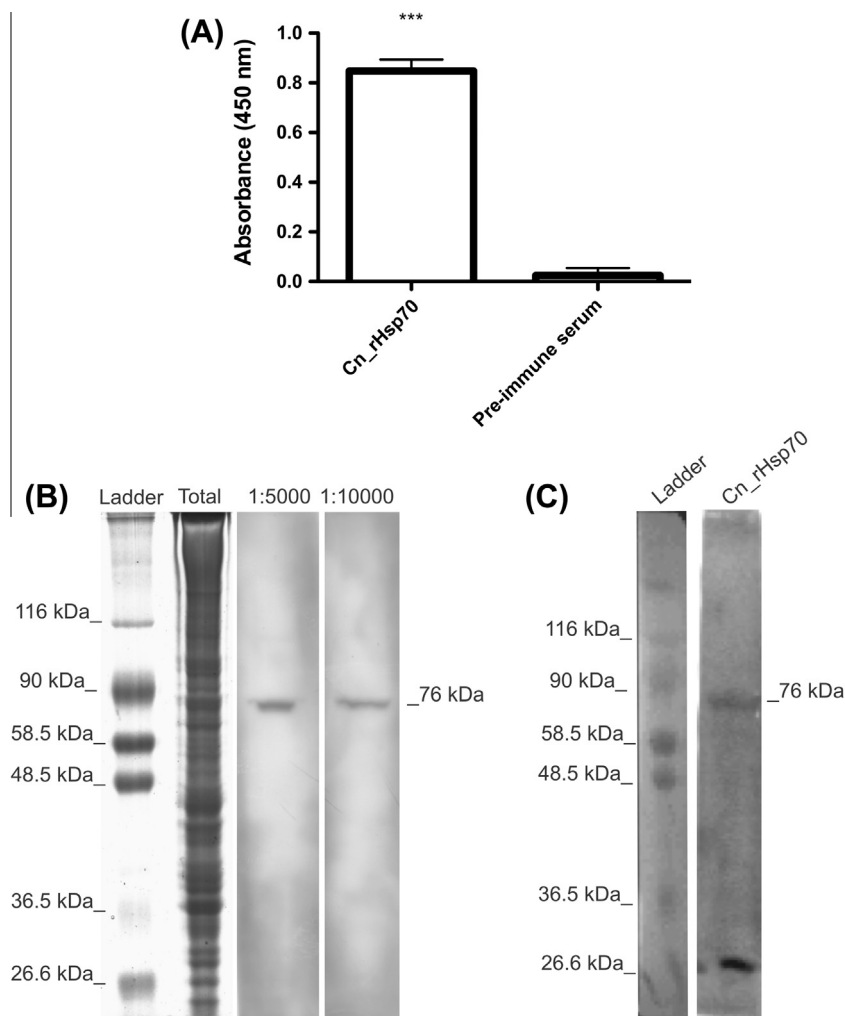 (A)
***
1.0
0.8
0.6
0.4
0.2
0.0
Absorbance (450 nm)
Cn_rHsp70
Pre-immune serum
(B)
Ladder Total 1:5000 1:10000
116 kDa_
90 kDa_
58.5 kDa_
48.5 kDa_
36.5 kDa_
26.6 kDa_
_76 kDa
(C)
Ladder
Cn_rHsp70
116 kDa_
90 kDa_
58.5 kDa_
48.5 kDa_
36.5 kDa_
26.6 kDa_
_76 kDa